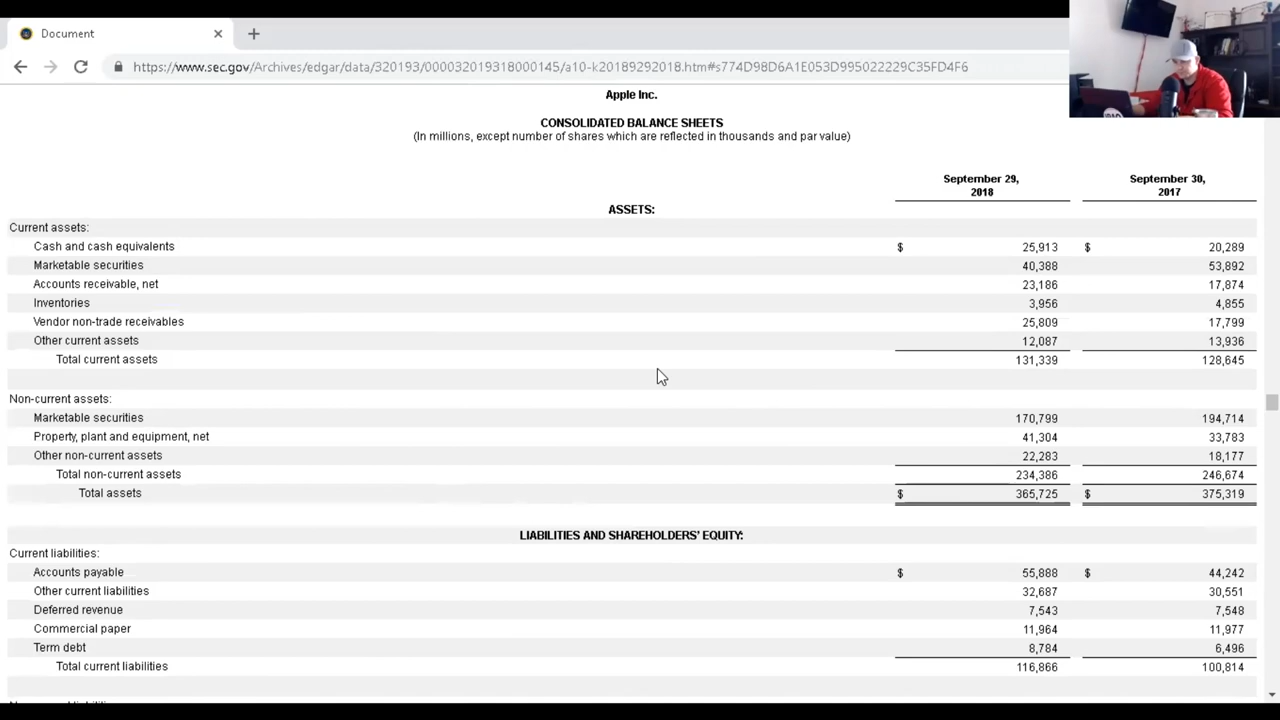 Document
https://www.sec.gov/Archives/edgar/data/320193/000032019318000145/a10-k20189292018.htm#s774D98D6A1E053D995022229C35FD4F6
Apple Inc.
CONSOLIDATED BALANCE SHEETS
(In millions, except number of shares which are reflected in thousands and par value)
September 29, September 30,
2018 2017
ASSETS:
Current assets:
Cash and cash equivalents $ 25,913 $ 20,289
Marketable securities 40,388 53,892
Accounts receivable, net 23,186 17,874
Inventories 3,956 4,855
Vendor non-trade receivables 25,809 17,799
Other current assets 12,087 13,936
Total current assets 131,339 128,645
Non-current assets:
Marketable securities 170,799 194,714
Property, plant and equipment, net 41,304 33,783
Other non-current assets 22,283 18,177
Total non-current assets 234,386 246,674
Total assets $ 365,725 $ 375,319
LIABILITIES AND SHAREHOLDERS' EQUITY:
Current liabilities:
Accounts payable $ 55,888 $ 44,242
Other current liabilities 32,687 30,551
Deferred revenue 7,543 7,548
Commercial paper 11,964 11,977
Term debt 8,784 6,496
Total current liabilities 116,866 100,814